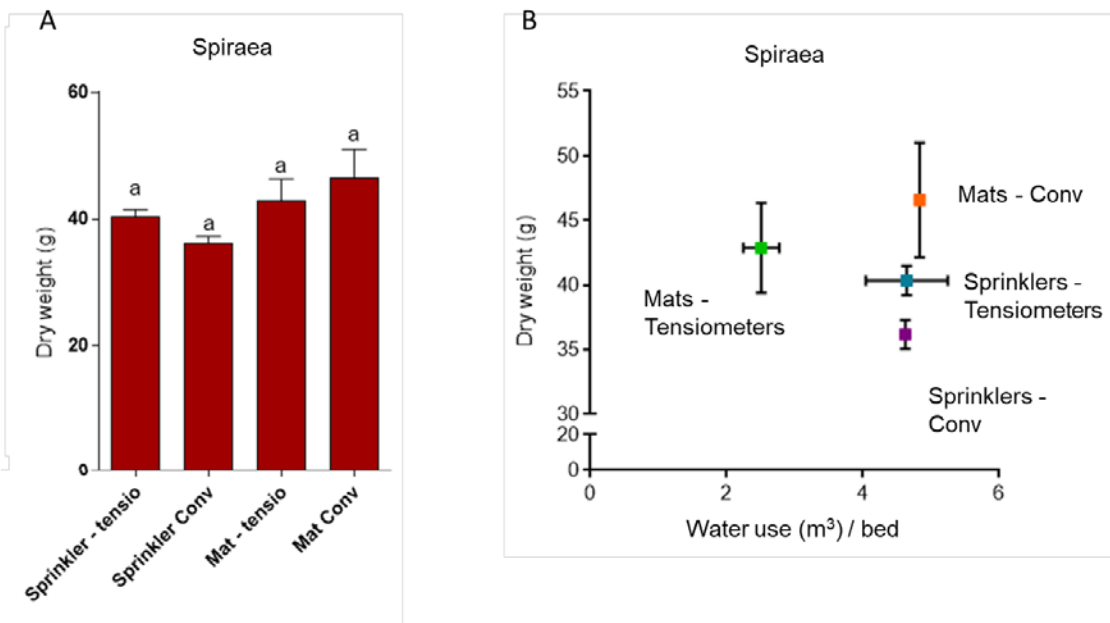 A
Spiraea
60
40
20
0
Dry weight (g)
a
a
a
a
Sprinkler - tensio
Sprinkler Conv
Mat - tensio
Mat Conv
B
Spiraea
55
50
45
40
35
30
20
0
Dry weight (g)
Mats - Conv
Sprinklers -
Tensiometers
Mats -
Tensiometers
Sprinklers -
Conv
0
2
4
6
Water use (m³) / bed